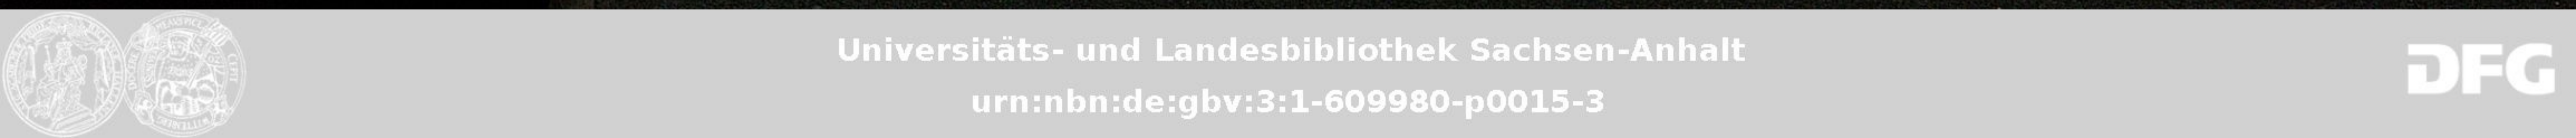 Universitäts- und Landesbibliothek Sachsen-Anhalt
urn:nbn:de:gbv:3:1-609980-p0015-3
DFG